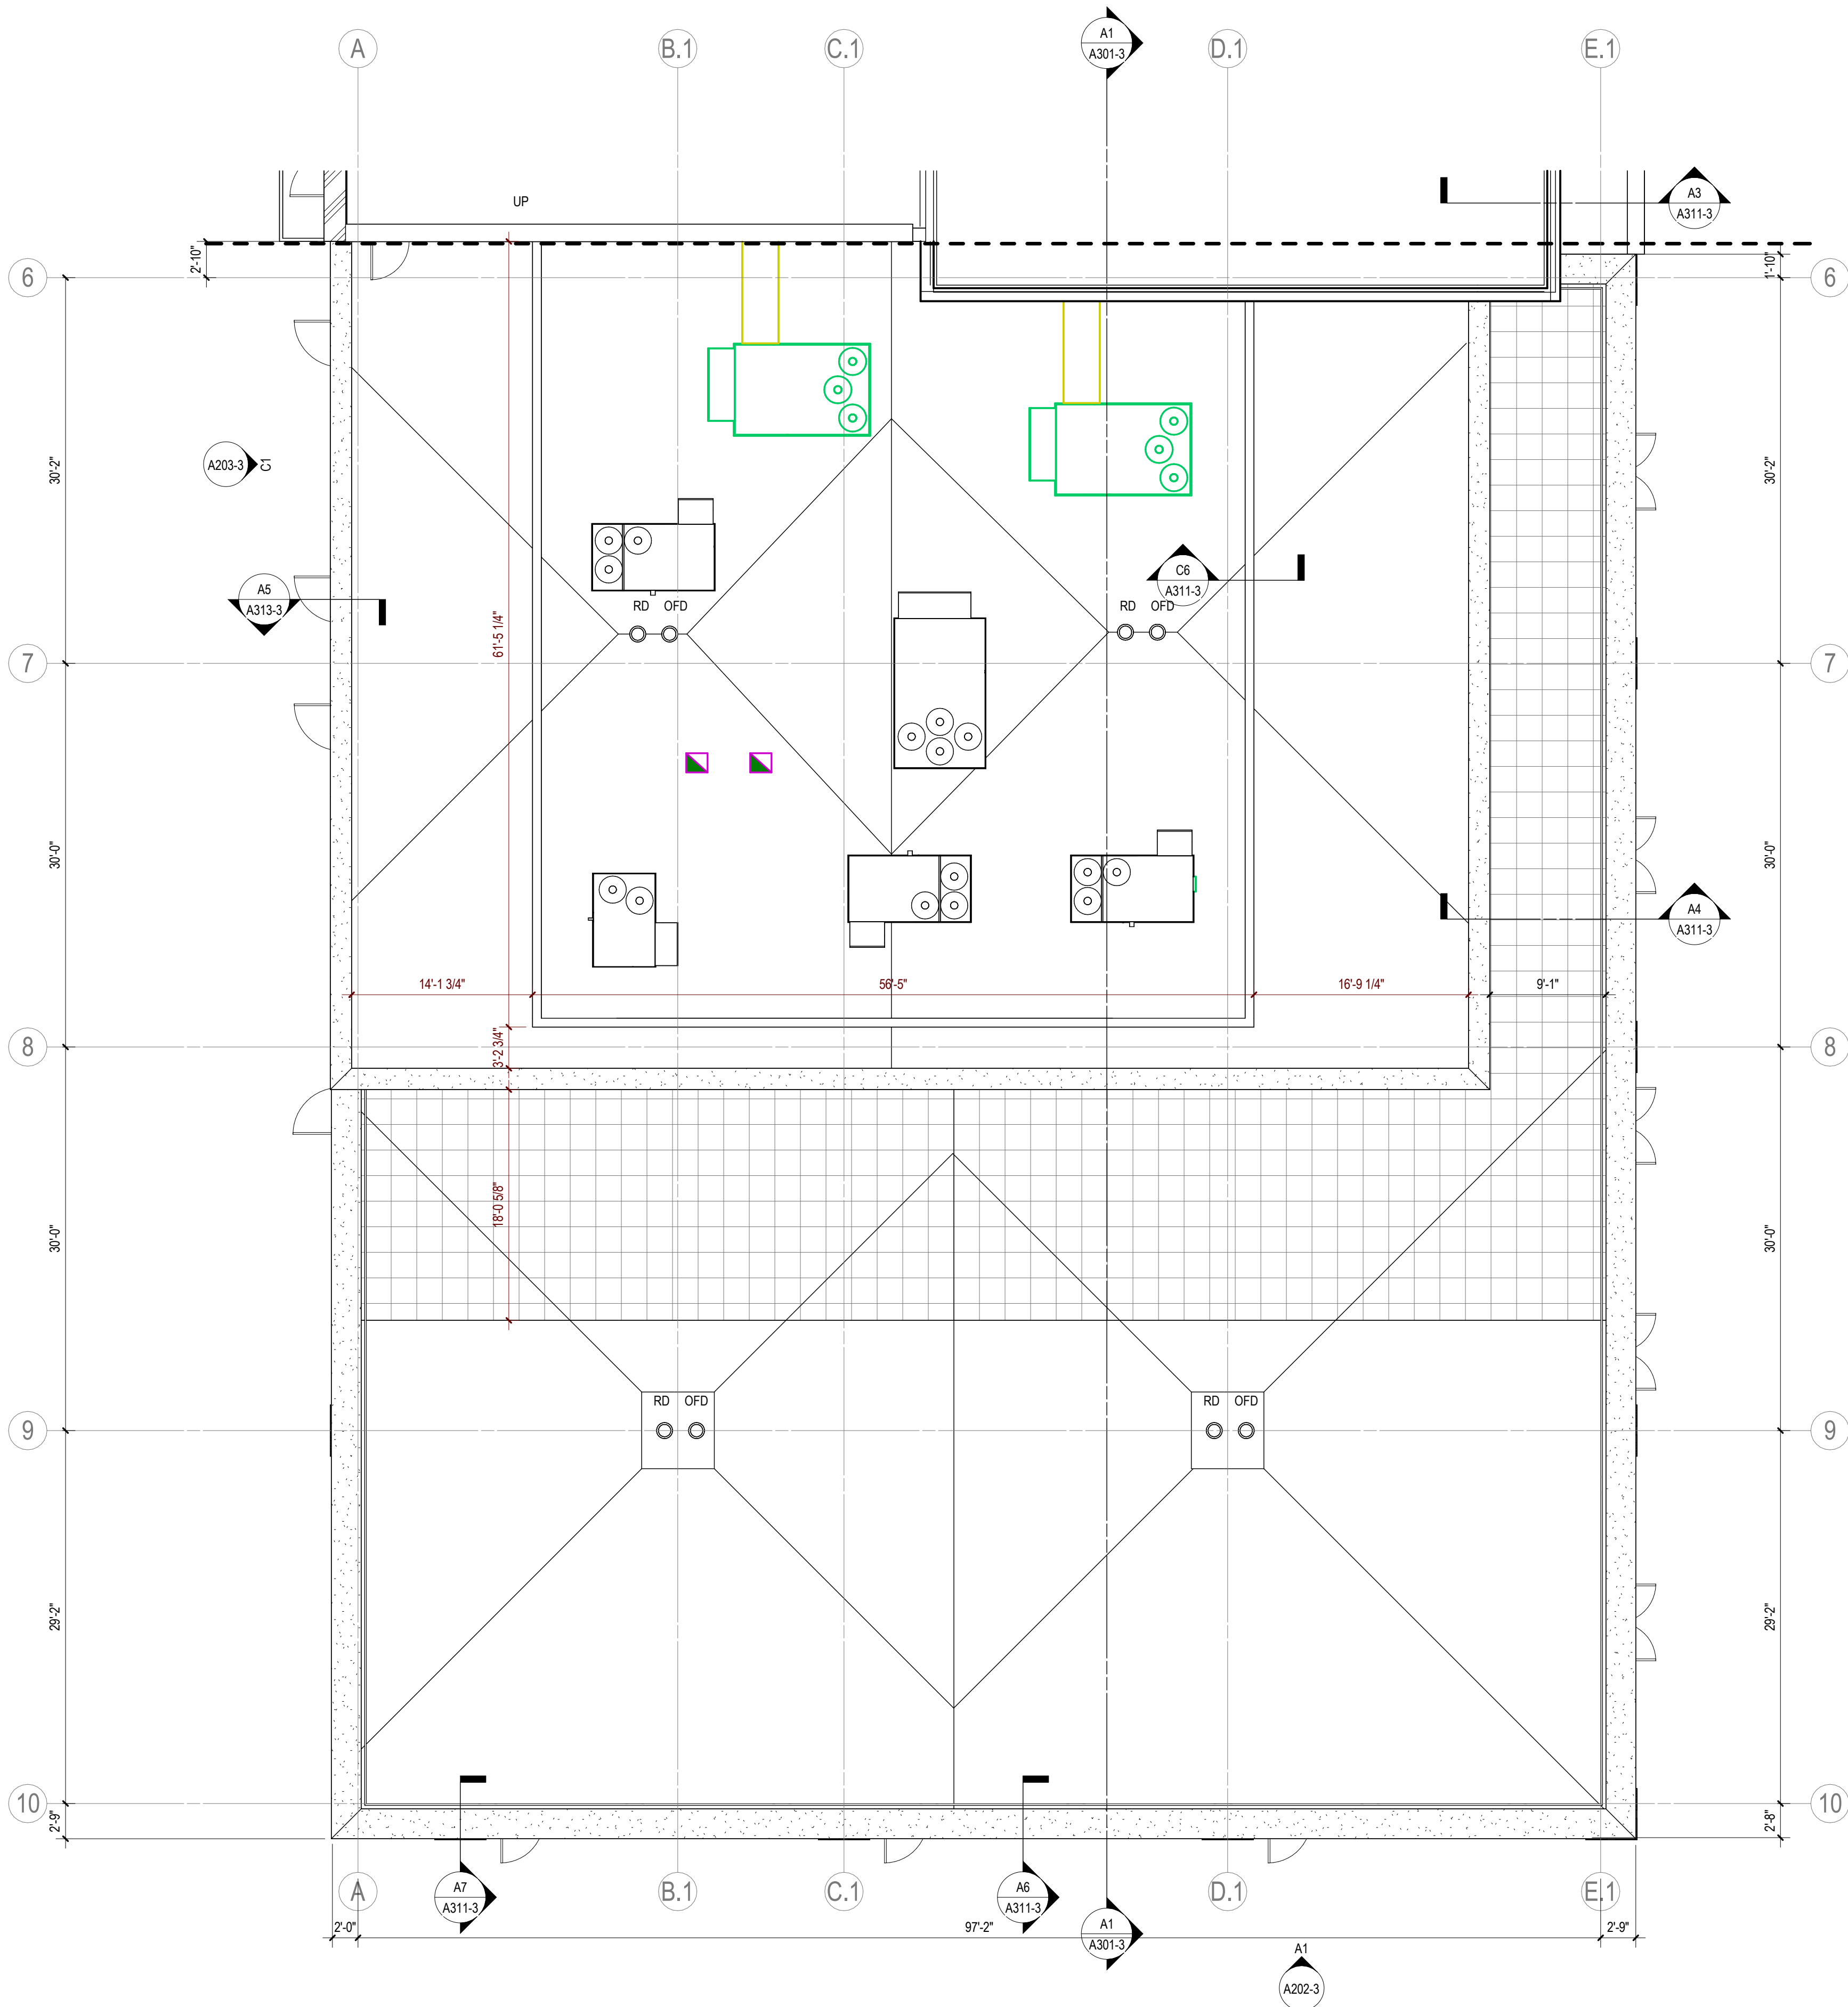 A1
A301-3
A
B.1
C.1
D.1
E.1
A3
A311-3
UP
2'-10"
1'-10"
6
6
30'-2"
30'-2"
A203-3
C1
C6
A311-3
A5
A313-3
RD OFD
RD OFD
61'-5 1/4"
7
7
30'-0"
30'-0"
A4
A311-3
14'-1 3/4"
56'-5"
16'-9 1/4"
9'-1"
3'-2 3/4"
8
8
18'-0 5/8"
30'-0"
30'-0"
RD OFD
RD OFD
9
9
29'-2"
29'-2"
10
10
2'-9"
2'-8"
A
B.1
C.1
D.1
E.1
A7
A311-3
A6
A311-3
2'-0"
97'-2"
2'-9"
A1
A301-3
A1
A202-3